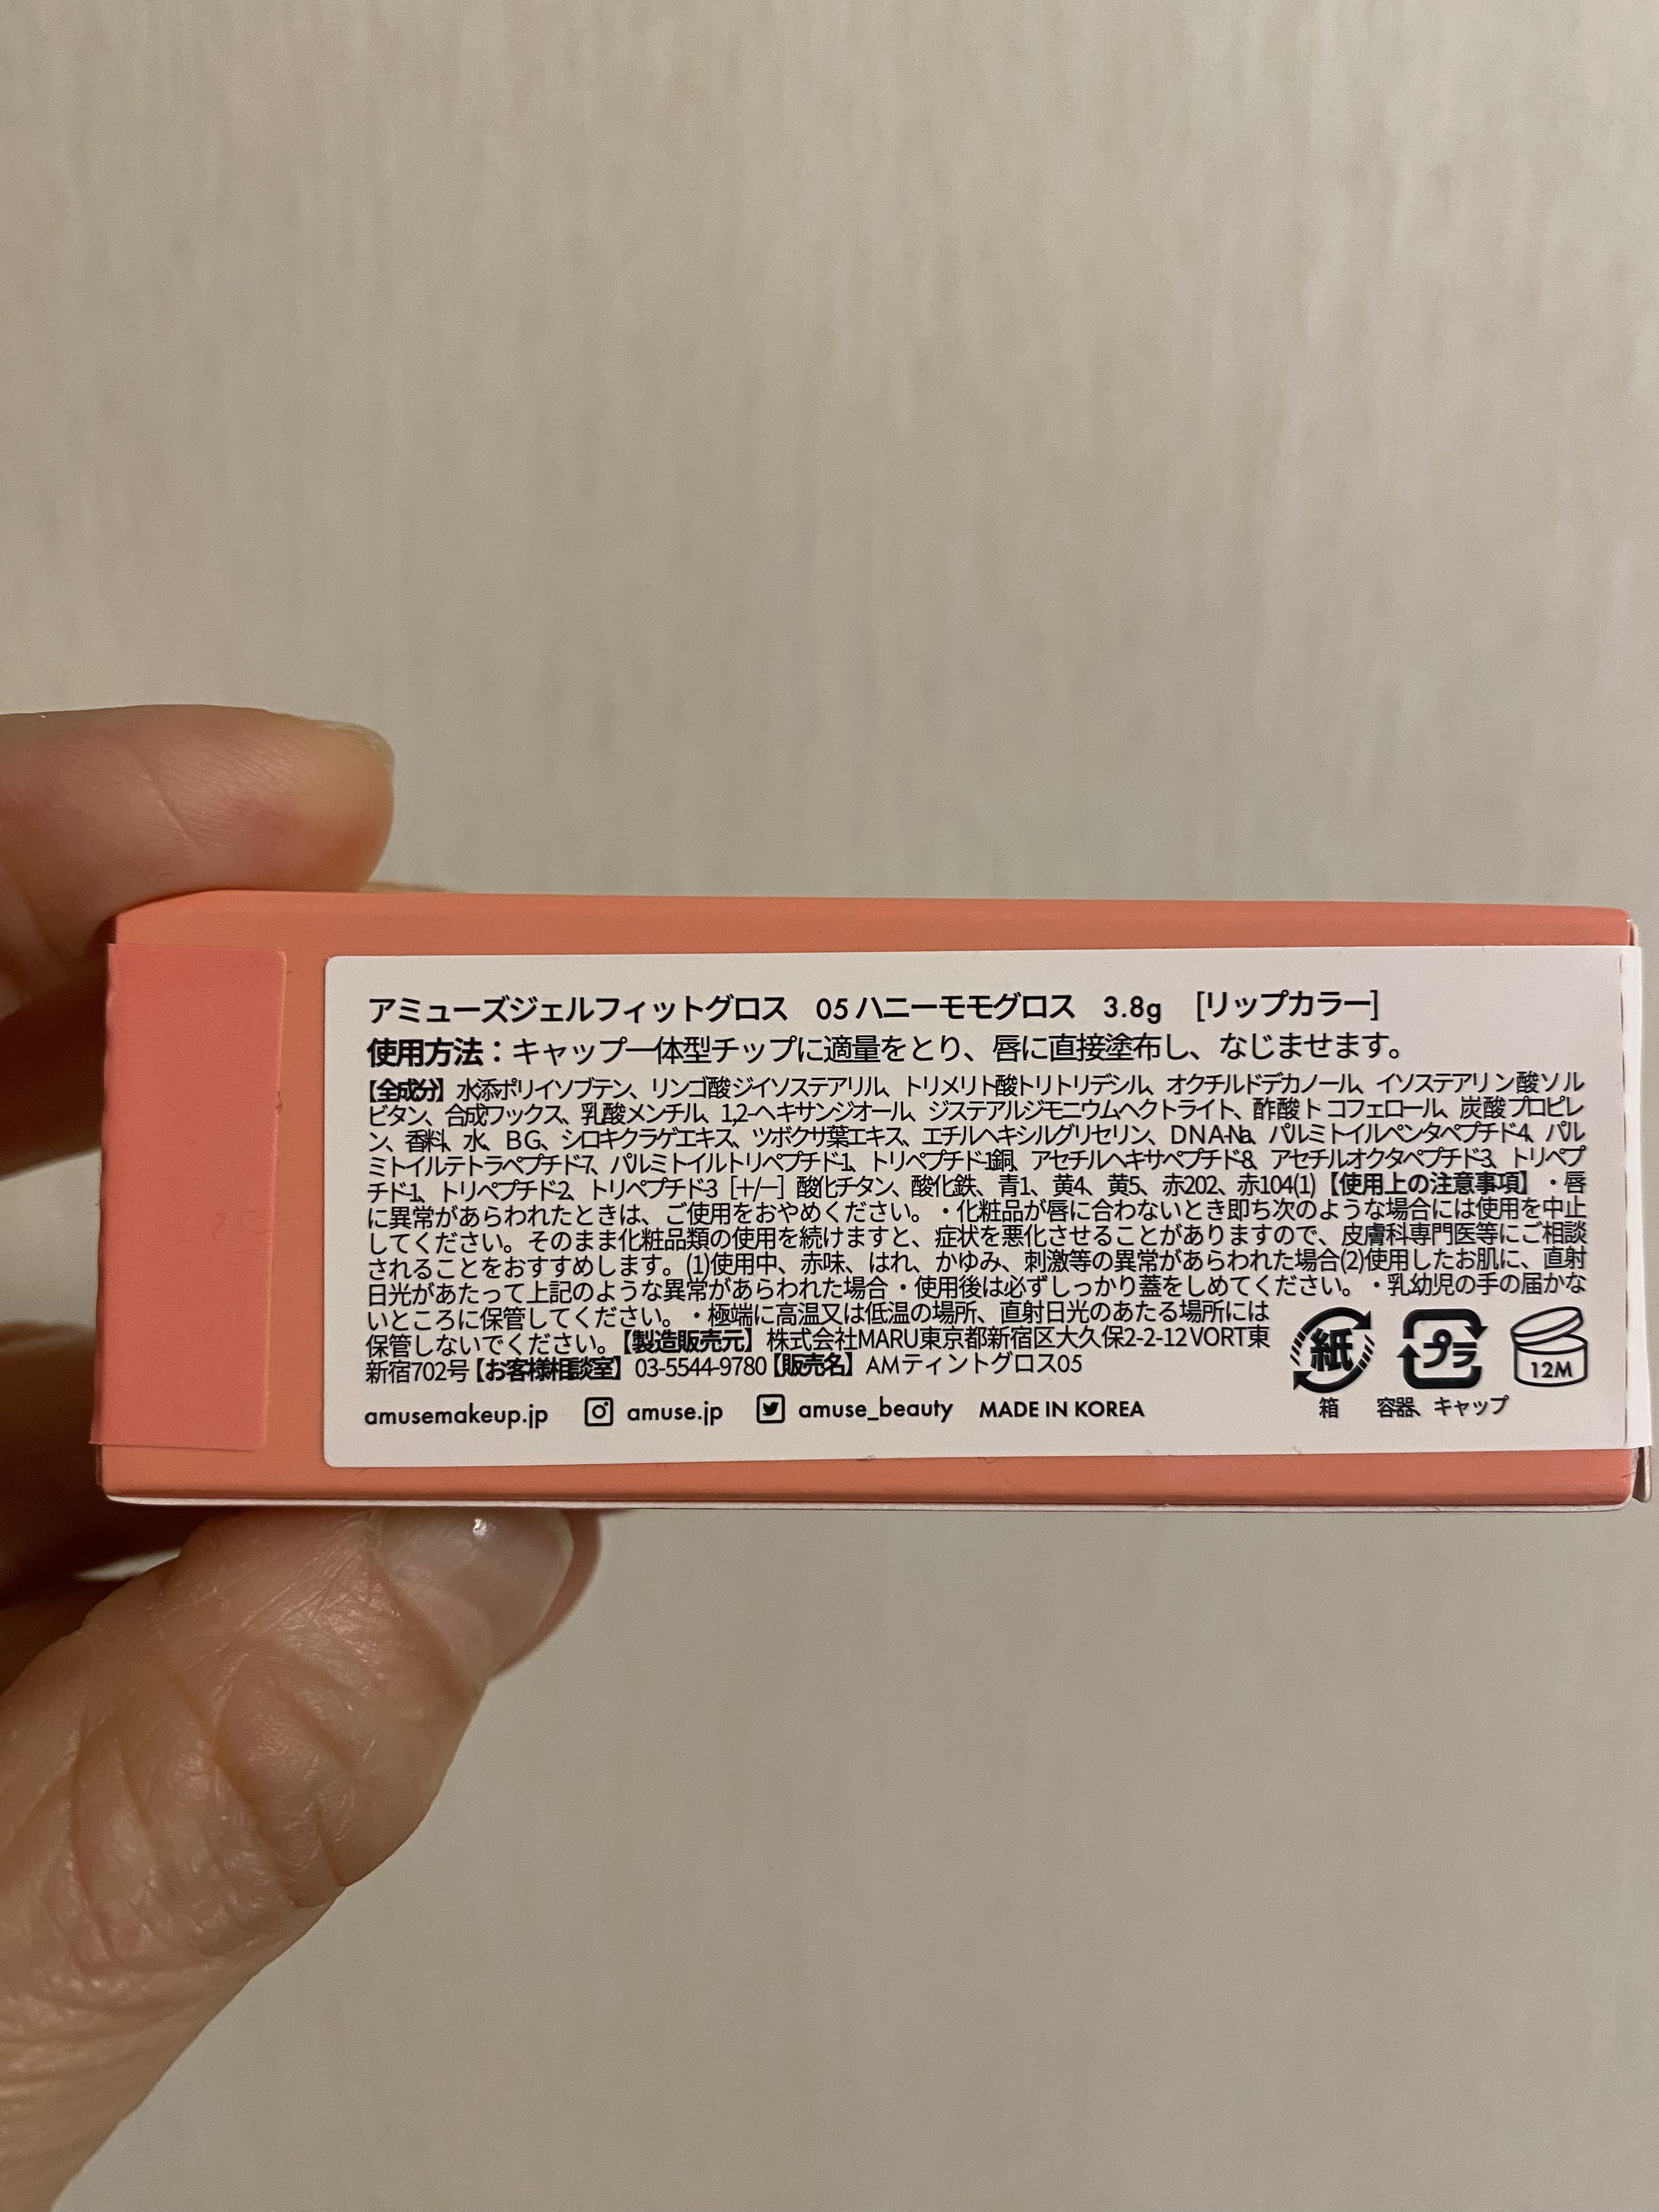 アミューズジェルフィットグロス　05 ハニーモモグロス　3.8g　[リップカラー]
使用方法：キャップ一体型チップに適量をとり、唇に直接塗布し、なじませます。
【全成分】水添ポリイソブテン、リンゴ酸ジイソステアリル、トリメリト酸トリトリデシル、オクチルドデカノール、イソステアリン酸ソル
ビタン、合成ワックス、乳酸メンチル、1,2-ヘキサンジオール、ジステアルジモニウムヘクトライト、酢酸トコフェロール、炭酸プロピレ
ン、香料、水、BG、シロキクラゲエキス、ツボクサ葉エキス、エチルヘキシルグリセリン、DNA-Na、パルミトイルペンタペプチド4、パル
ミトイルテトラペプチド7、パルミトイルトリペプチド1、トリペプチド-1銅、アセチルヘキサペプチド8、アセチルオクタペプチド3、トリペプ
チド1、トリペプチド2、トリペプチド3［+/−］酸化チタン、酸化鉄、青1、黄4、黄5、赤202、赤104(1)【使用上の注意事項】・唇
に異常があらわれたときは、ご使用をおやめください。・化粧品が唇に合わないとき即ち次のような場合には使用を中止
してください。そのまま化粧品類の使用を続けますと、症状を悪化させることがありますので、皮膚科専門医等にご相談
されることをおすすめします。(1)使用中、赤味、はれ、かゆみ、刺激等の異常があらわれた場合(2)使用したお肌に、直射
日光があたって上記のような異常があらわれた場合・使用後は必ずしっかり蓋をしめてください。・乳幼児の手の届かな
いところに保管してください。・極端に高温又は低温の場所、直射日光のあたる場所には
保管しないでください。【製造販売元】株式会社MARU東京都新宿区大久保2-2-12VORT東
新宿702号【お客様相談室】03-5544-9780【販売名】AMティントグロス05
amusemakeup.jp　amuse.jp　amuse_beauty　MADE IN KOREA
紙　プラ　12M
箱　容器、キャップ